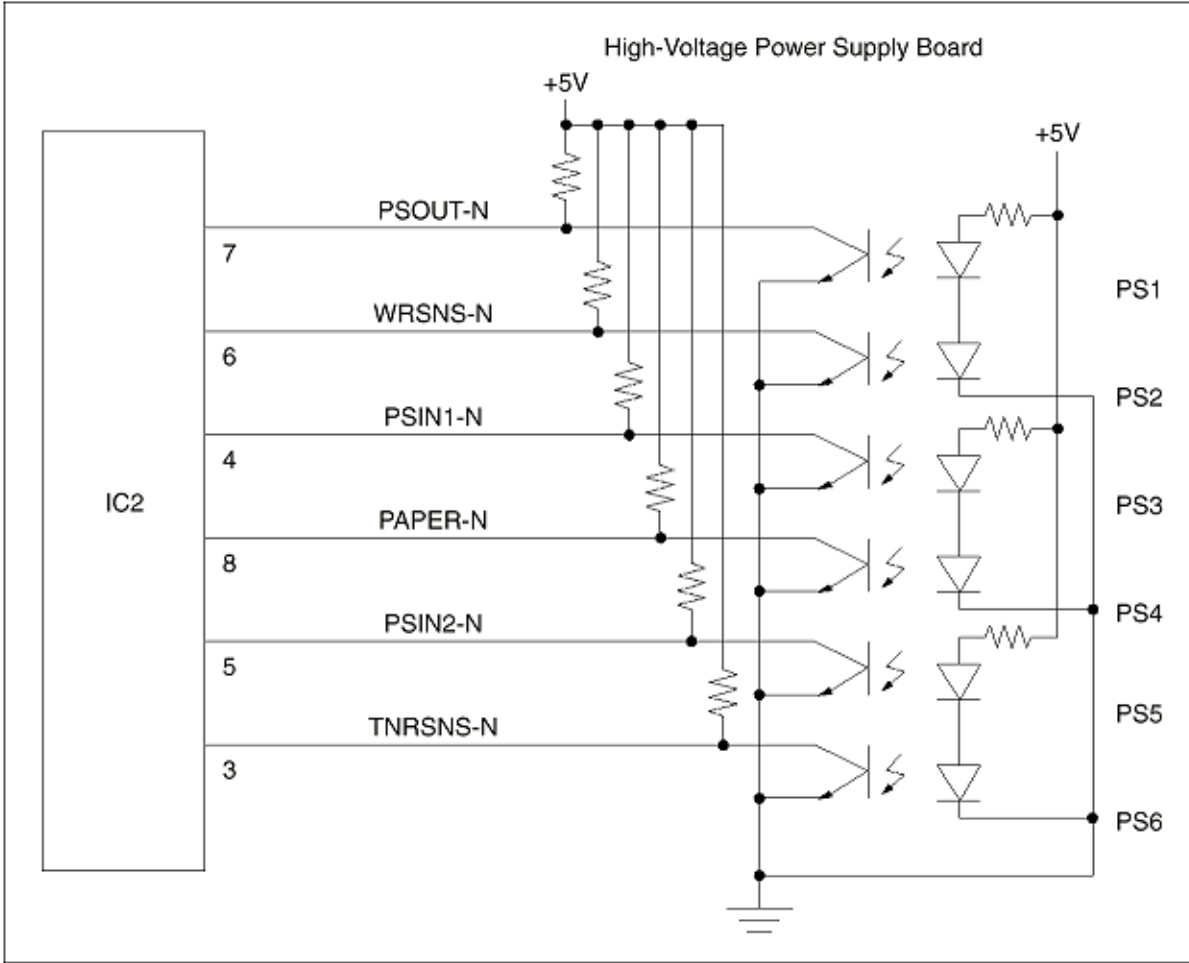 High-Voltage Power Supply Board
+5V
+5V
PSOUT-N
7
PS1
WRSNS-N
6
PS2
PSIN1-N
4
PS3
IC2
PAPER-N
8
PS4
PSIN2-N
5
PS5
TNRSNS-N
3
PS6